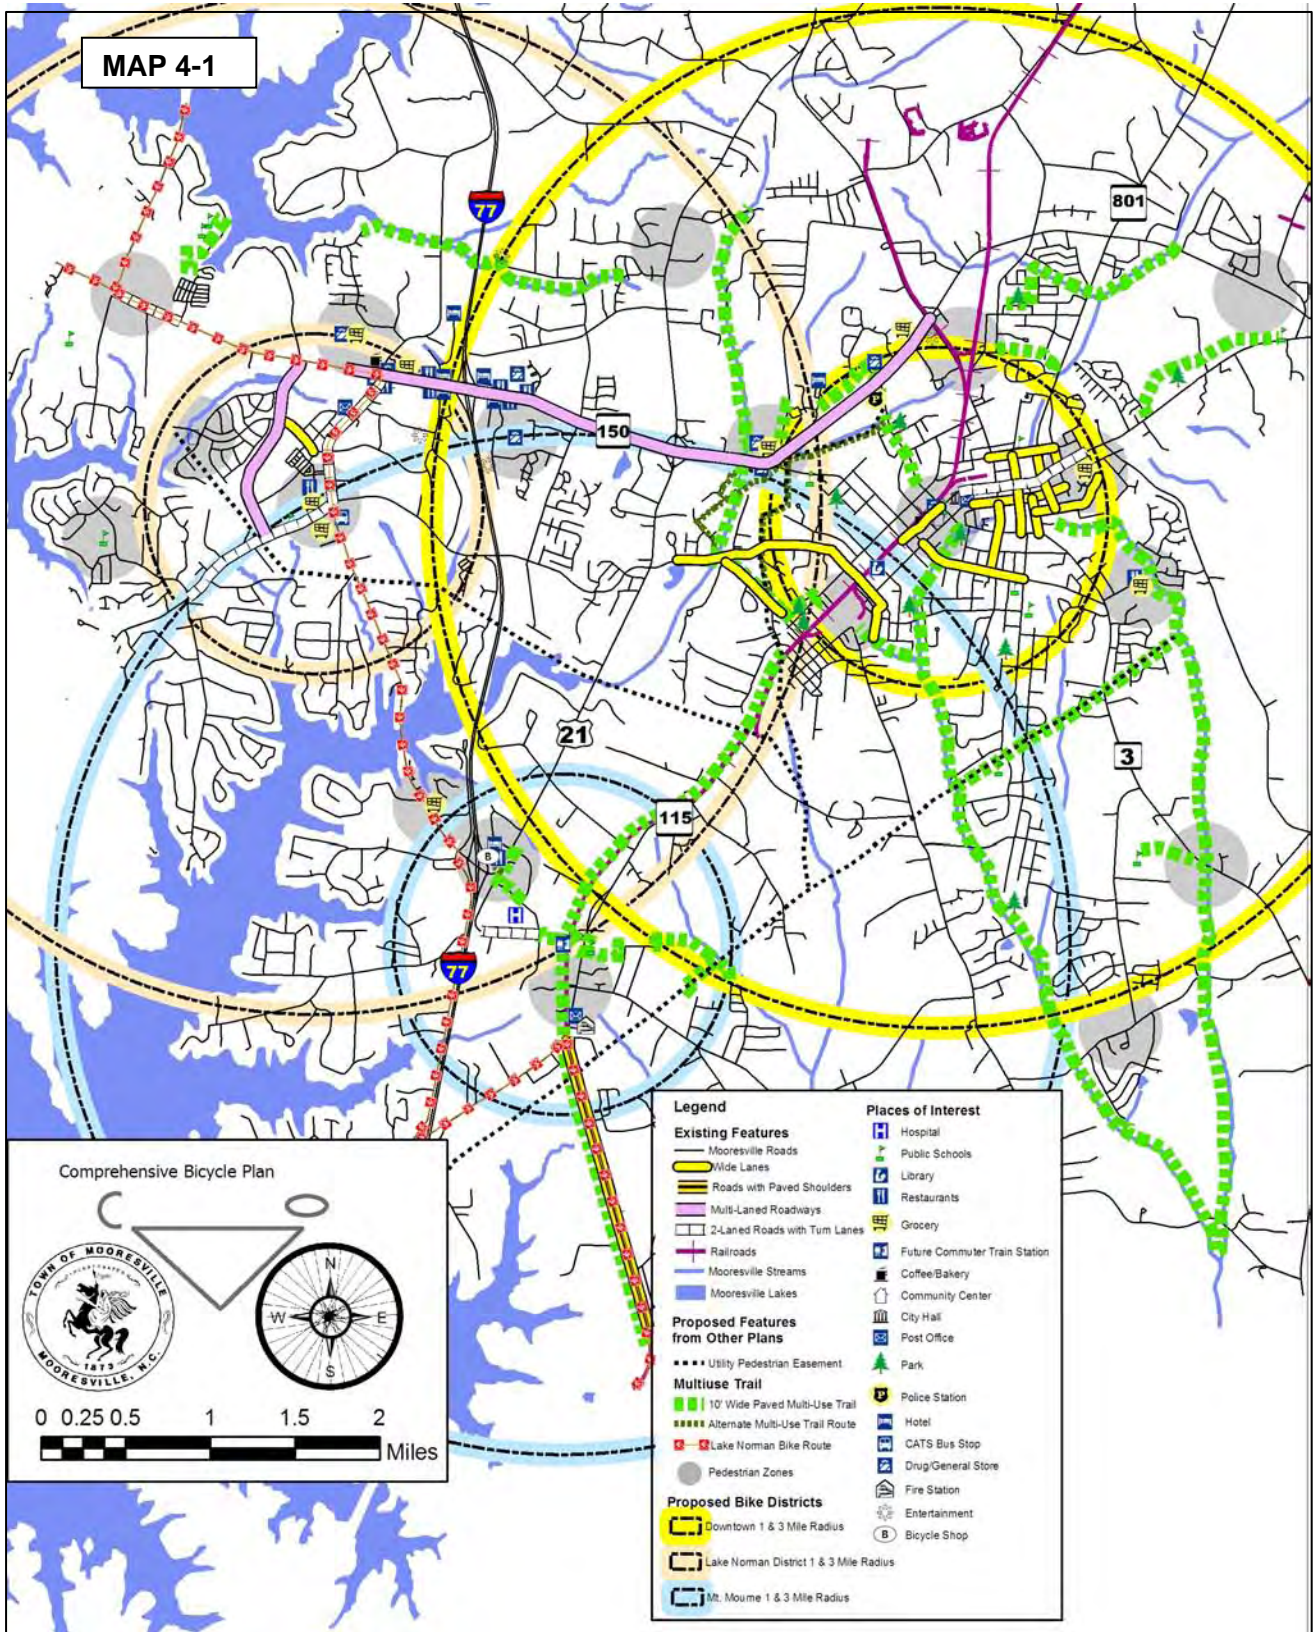 MAP 4-1
77
801
150
21
3
115
B
H
77
P
Comprehensive Bicycle Plan
TOWN OF MOORESVILLE
INCORPORATED
1873
MOORESVILLE, N.C.
N
W
E
S
0 0.25 0.5 1 1.5 2
Miles
Legend
Existing Features
Mooresville Roads
Wide Lanes
Roads with Paved Shoulders
Multi-Laned Roadways
2-Laned Roads with Turn Lanes
Railroads
Mooresville Streams
Mooresville Lakes
Proposed Features
from Other Plans
Utility Pedestrian Easement
Multiuse Trail
10' Wide Paved Multi-Use Trail
Alternate Multi-Use Trail Route
Lake Norman Bike Route
Pedestrian Zones
Proposed Bike Districts
Downtown 1 & 3 Mile Radius
Lake Norman District 1 & 3 Mile Radius
Mt. Mourne 1 & 3 Mile Radius
Places of Interest
H Hospital
Public Schools
Library
Restaurants
Grocery
Future Commuter Train Station
Coffee/Bakery
Community Center
City Hall
Post Office
Park
P Police Station
Hotel
CATS Bus Stop
Drug/General Store
Fire Station
Entertainment
B Bicycle Shop